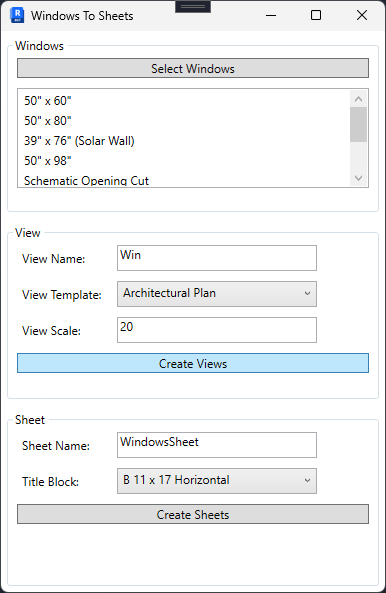 Windows To Sheets
Windows
Select Windows
50" x 60"
50" x 80"
39" x 76" (Solar Wall)
50" x 98"
Schematic Opening Cut
View
View Name: Win
View Template: Architectural Plan
View Scale: 20
Create Views
Sheet
Sheet Name: WindowsSheet
Title Block: B 11 x 17 Horizontal
Create Sheets